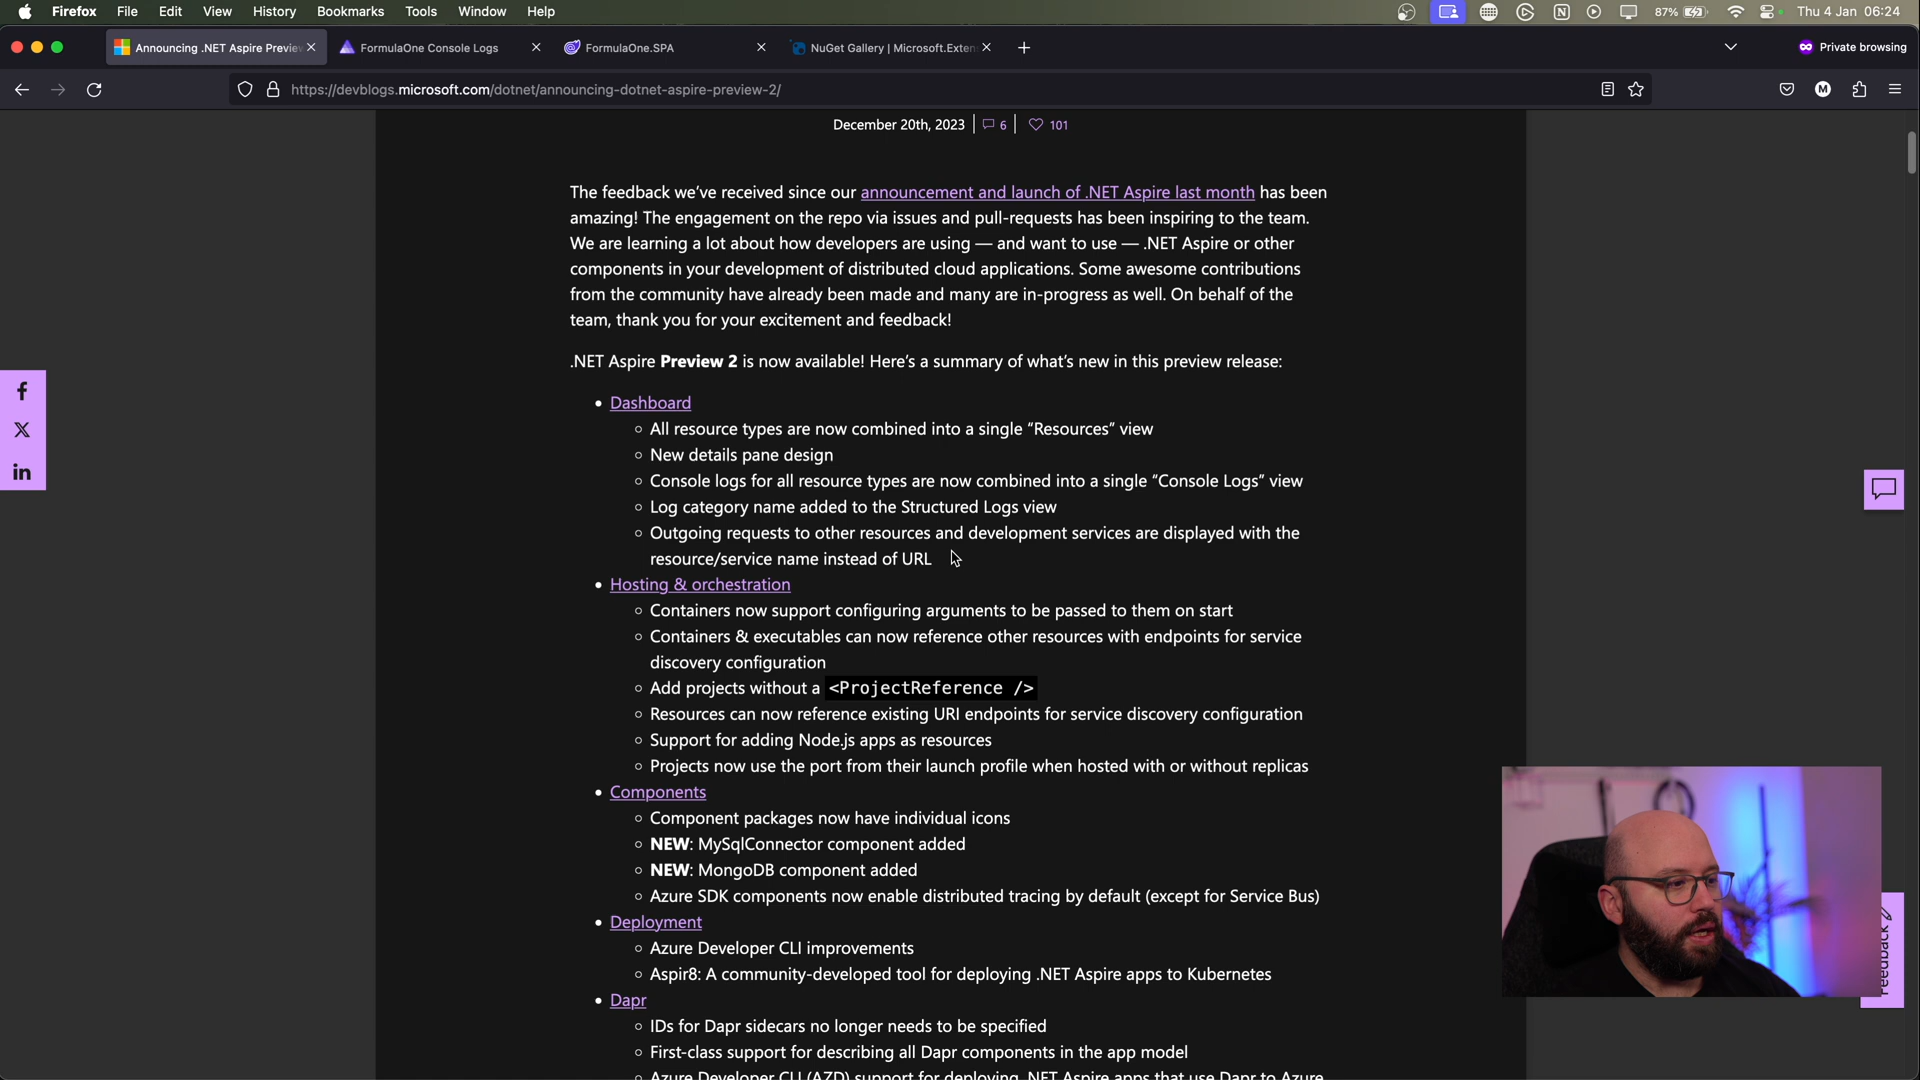 Firefox File Edit View History Bookmarks Tools Window Help 87% Thu 4 Jan 06:24
Announcing .NET Aspire Preview FormulaOne Console Logs FormulaOne.SPA NuGet Gallery | Microsoft.Exten Private browsing
https://devblogs.microsoft.com/dotnet/announcing-dotnet-aspire-preview-2/
December 20th, 2023 6 101
The feedback we've received since our announcement and launch of .NET Aspire last month has been
amazing! The engagement on the repo via issues and pull-requests has been inspiring to the team.
We are learning a lot about how developers are using — and want to use — .NET Aspire or other
components in your development of distributed cloud applications. Some awesome contributions
from the community have already been made and many are in-progress as well. On behalf of the
team, thank you for your excitement and feedback!
.NET Aspire Preview 2 is now available! Here's a summary of what's new in this preview release:
• Dashboard
◦ All resource types are now combined into a single "Resources" view
◦ New details pane design
◦ Console logs for all resource types are now combined into a single "Console Logs" view
◦ Log category name added to the Structured Logs view
◦ Outgoing requests to other resources and development services are displayed with the
resource/service name instead of URL
• Hosting & orchestration
◦ Containers now support configuring arguments to be passed to them on start
◦ Containers & executables can now reference other resources with endpoints for service
discovery configuration
◦ Add projects without a <ProjectReference />
◦ Resources can now reference existing URI endpoints for service discovery configuration
◦ Support for adding Node.js apps as resources
◦ Projects now use the port from their launch profile when hosted with or without replicas
• Components
◦ Component packages now have individual icons
◦ NEW: MySqlConnector component added
◦ NEW: MongoDB component added
◦ Azure SDK components now enable distributed tracing by default (except for Service Bus)
• Deployment
◦ Azure Developer CLI improvements
◦ Aspir8: A community-developed tool for deploying .NET Aspire apps to Kubernetes
• Dapr
◦ IDs for Dapr sidecars no longer needs to be specified
◦ First-class support for describing all Dapr components in the app model
◦ Azure Developer CLI (AZD) support for deploying .NET Aspire apps that use Dapr to Azure
Feedback